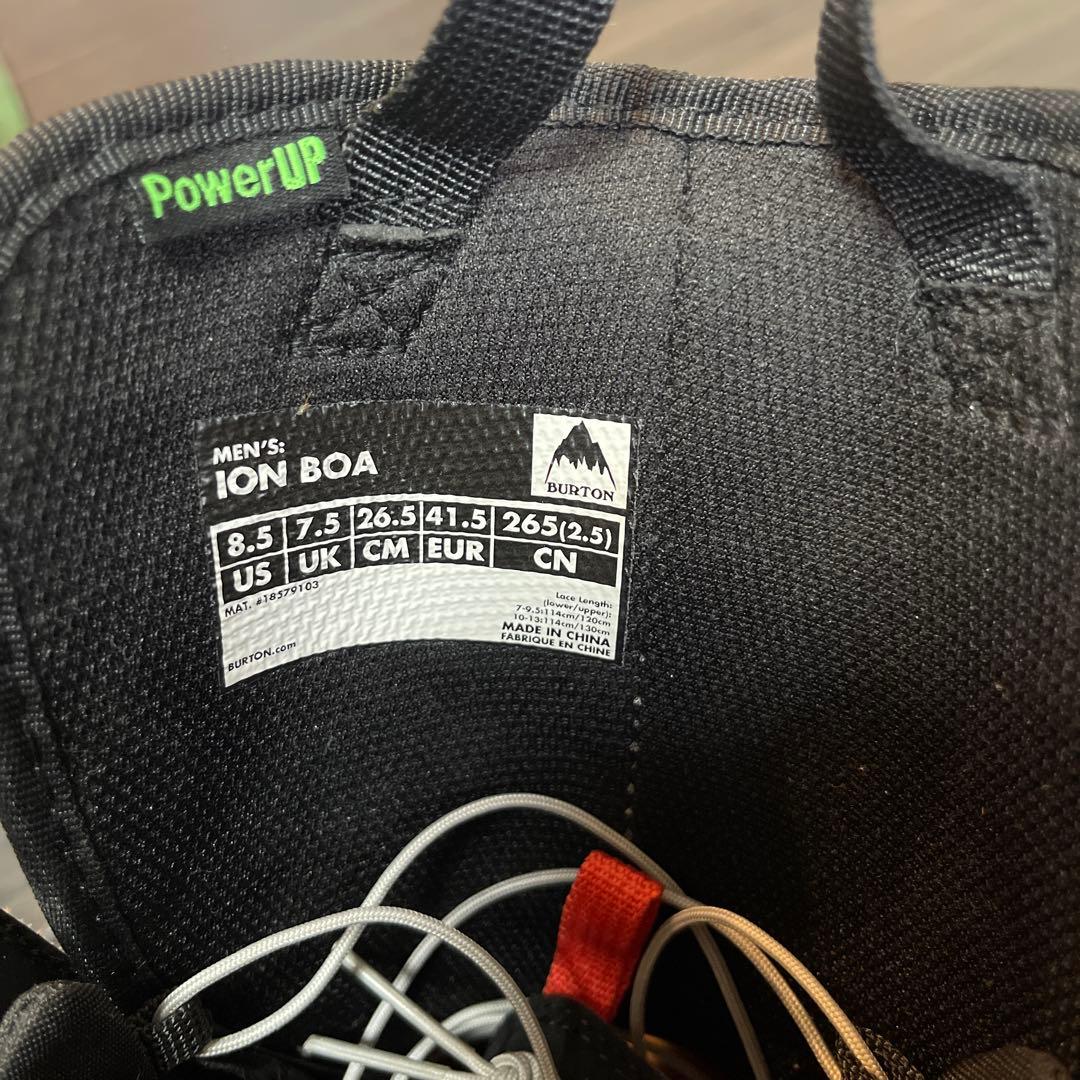 PowerUP
MEN'S:
ION BOA
BURTON
8.5 7.5 26.5 41.5 265(2.5)
US UK CM EUR CN
MAT. #18579103
Lace Length:
(lower/upper):
7-9.5:114cm/120cm
10-13:114cm/130cm
MADE IN CHINA
FABRIQUE EN CHINE
BURTON.com